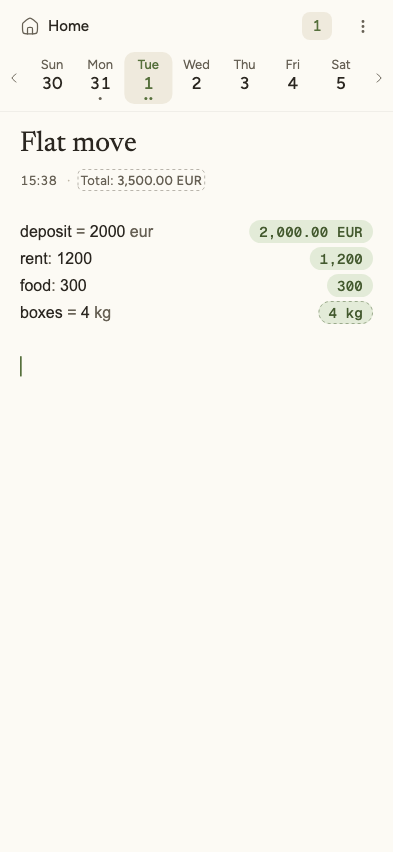 Home
1
Sun Mon Tue Wed Thu Fri Sat
30 31 1 2 3 4 5
Flat move
15:38 · Total: 3,500.00 EUR
deposit = 2000 eur 2,000.00 EUR
rent: 1200 1,200
food: 300 300
boxes = 4 kg 4 kg